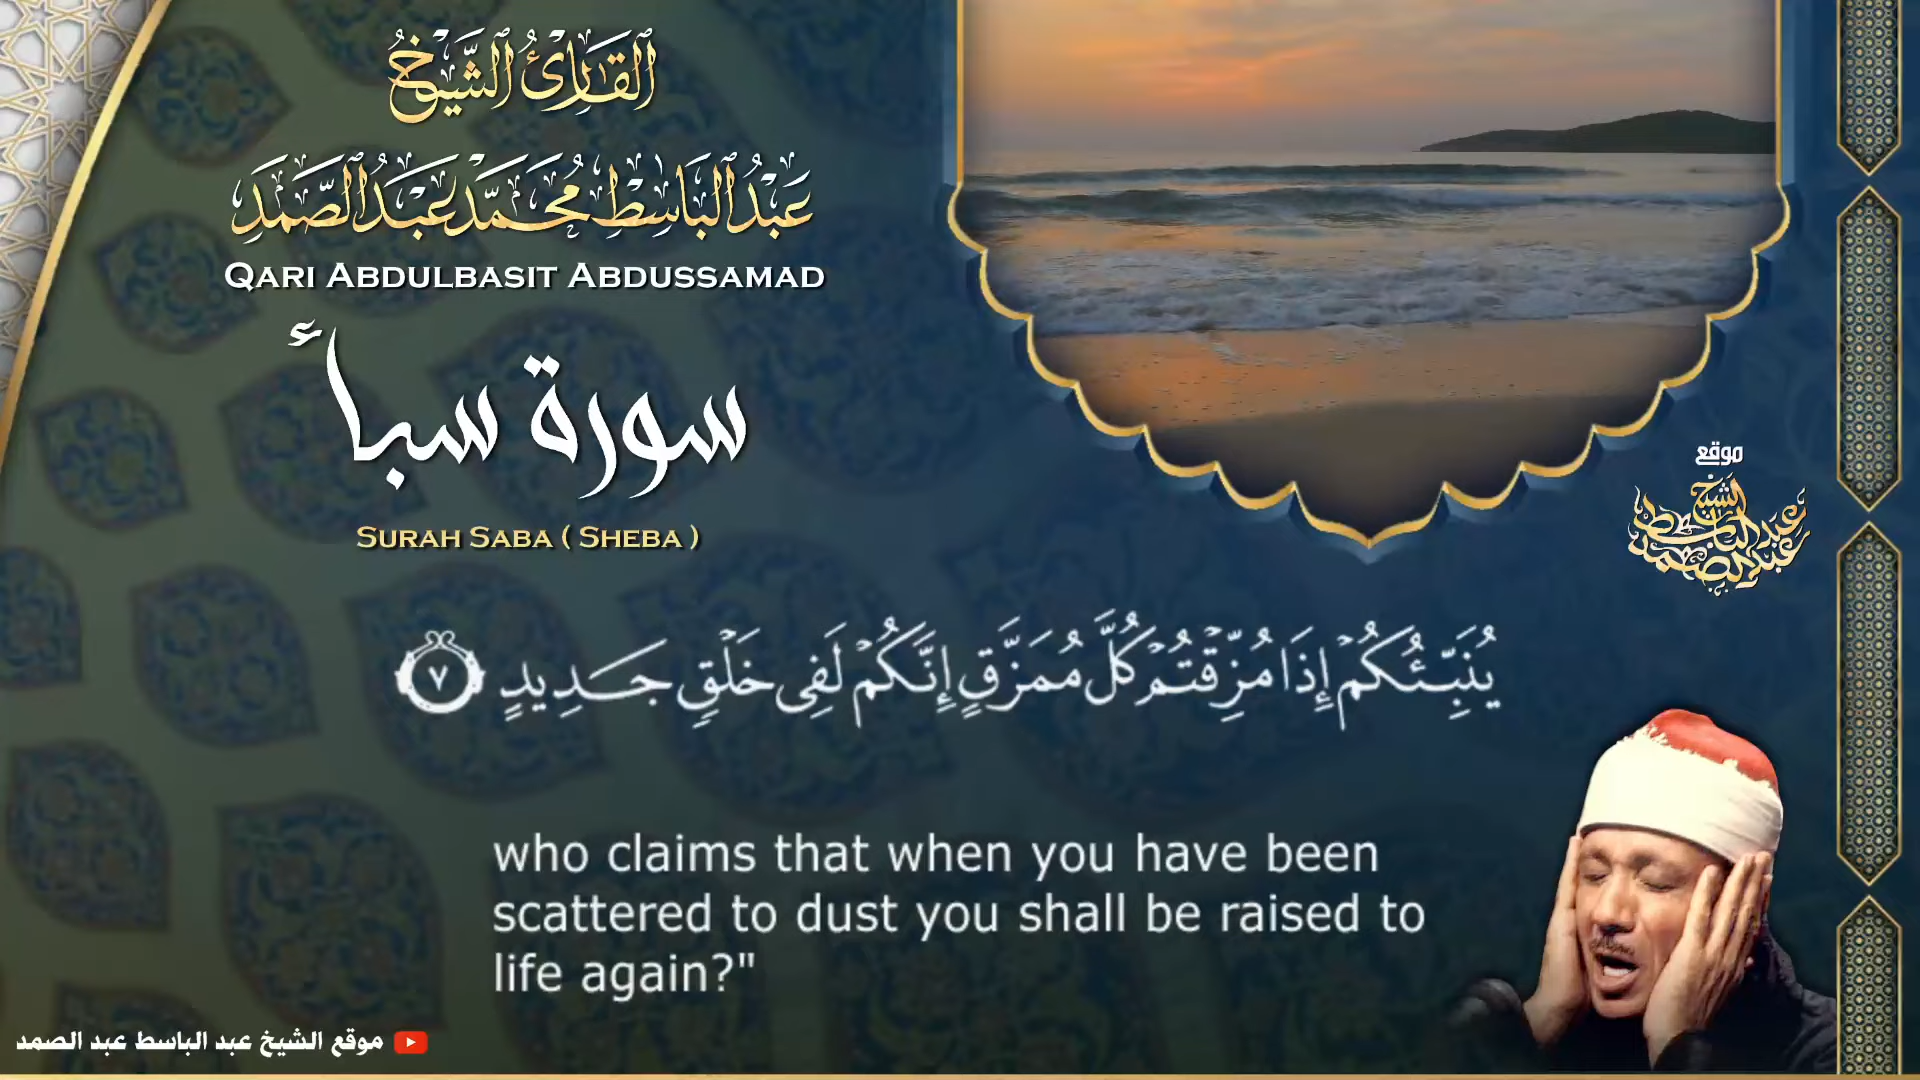 القارئ الشيخ
عبد الباسط محمد عبد الصمد
QARI ABDULBASIT ABDUSSAMAD
سورة سبأ
SURAH SABA ( SHEBA )
موقع
الشيخ
عبد الباسط
عبد الصمد
يُنَبِّئُكُمْ إِذَا مُزِّقْتُمْ كُلَّ مُمَزَّقٍ إِنَّكُمْ لَفِى خَلْقٍ جَدِيدٍ ٧
who claims that when you have been
scattered to dust you shall be raised to
life again?"
موقع الشيخ عبد الباسط عبد الصمد